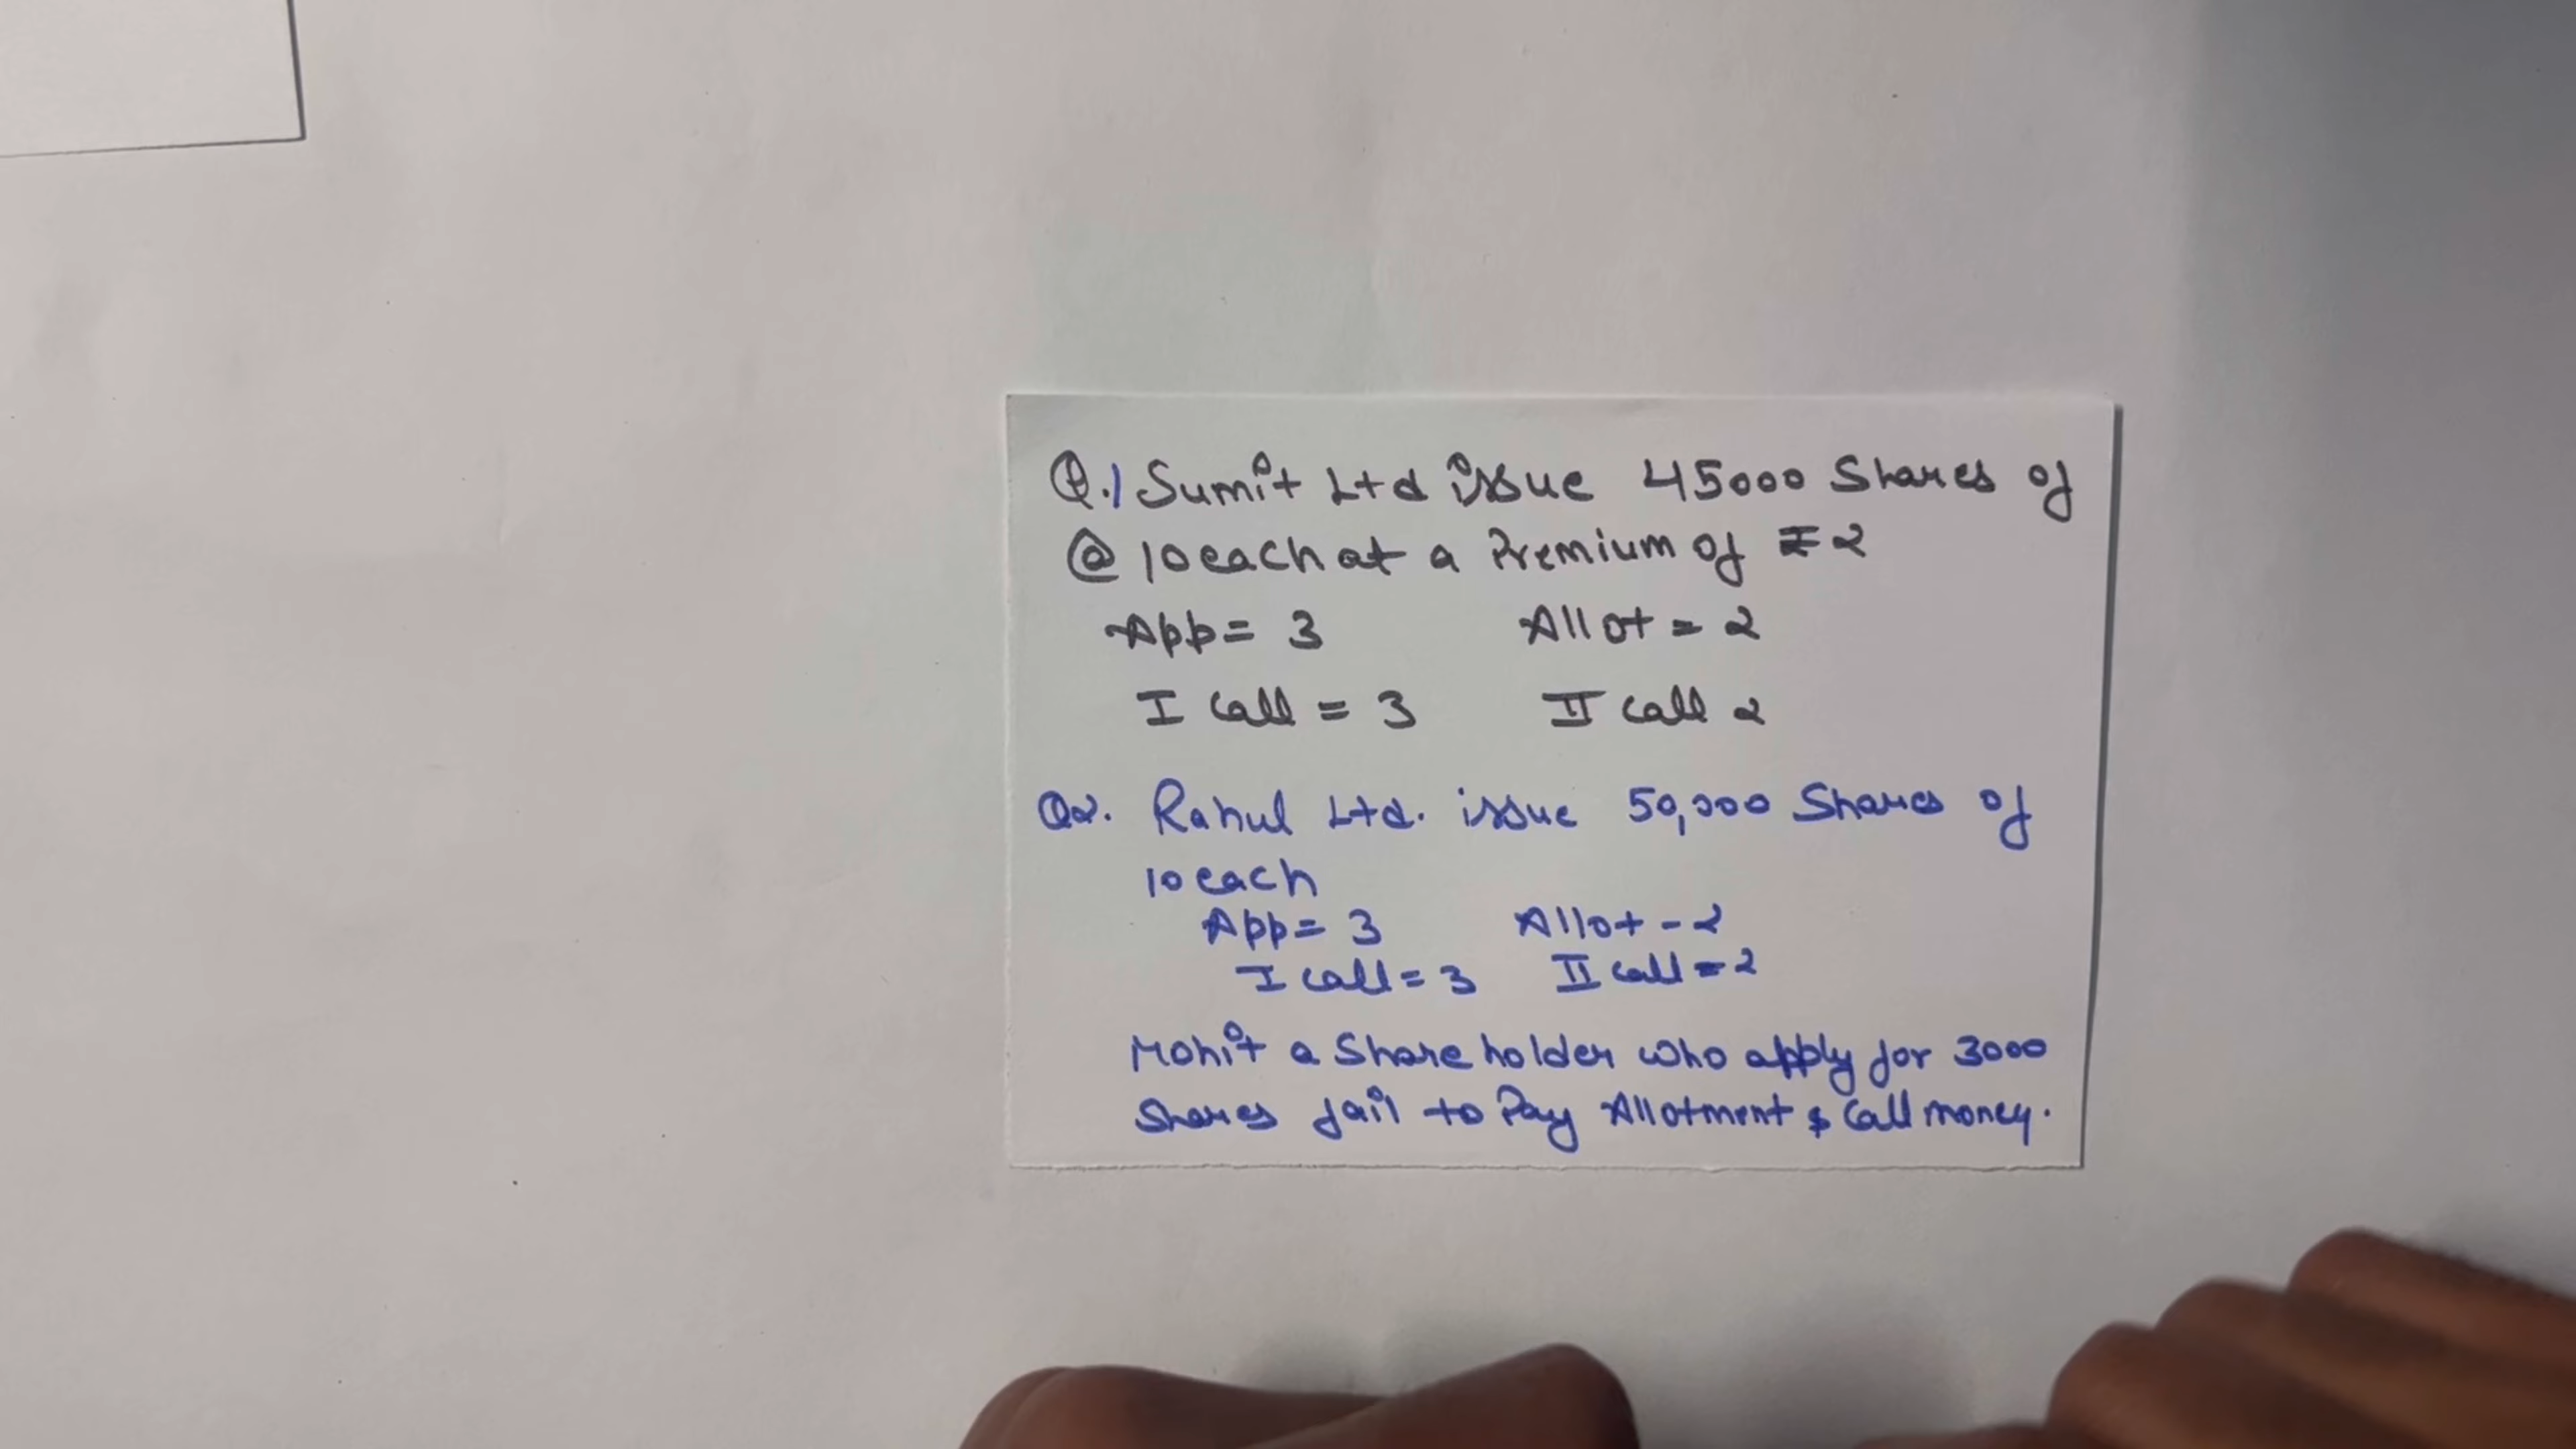 Q.1 Sumit Ltd issue 45000 Shares of
@ 10 each at a Premium of ₹ 2
App = 3 Allot = 2
I Call = 3 II Call 2
Q2. Rahul Ltd. issue 50,000 Shares of
10 each
App = 3 Allot - 2
I Call = 3 II Call = 2
Mohit a Share holder who apply for 3000
Shares fail to Pay Allotment & Call money.